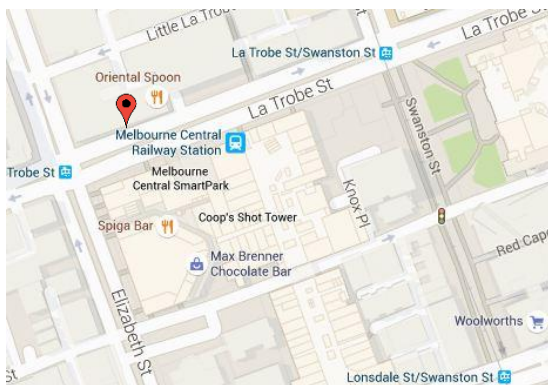 Little La Trobe
La Trobe St
La Trobe St/Swanston St
Oriental Spoon
La Trobe St
Melbourne Central
Railway Station
Swanston St
Trobe St
Melbourne
Central SmartPark
Knox Pl
Coop's Shot Tower
Spiga Bar
Red Cape
Max Brenner
Chocolate Bar
Elizabeth St
Woolworths
Lonsdale St/Swanston St
St